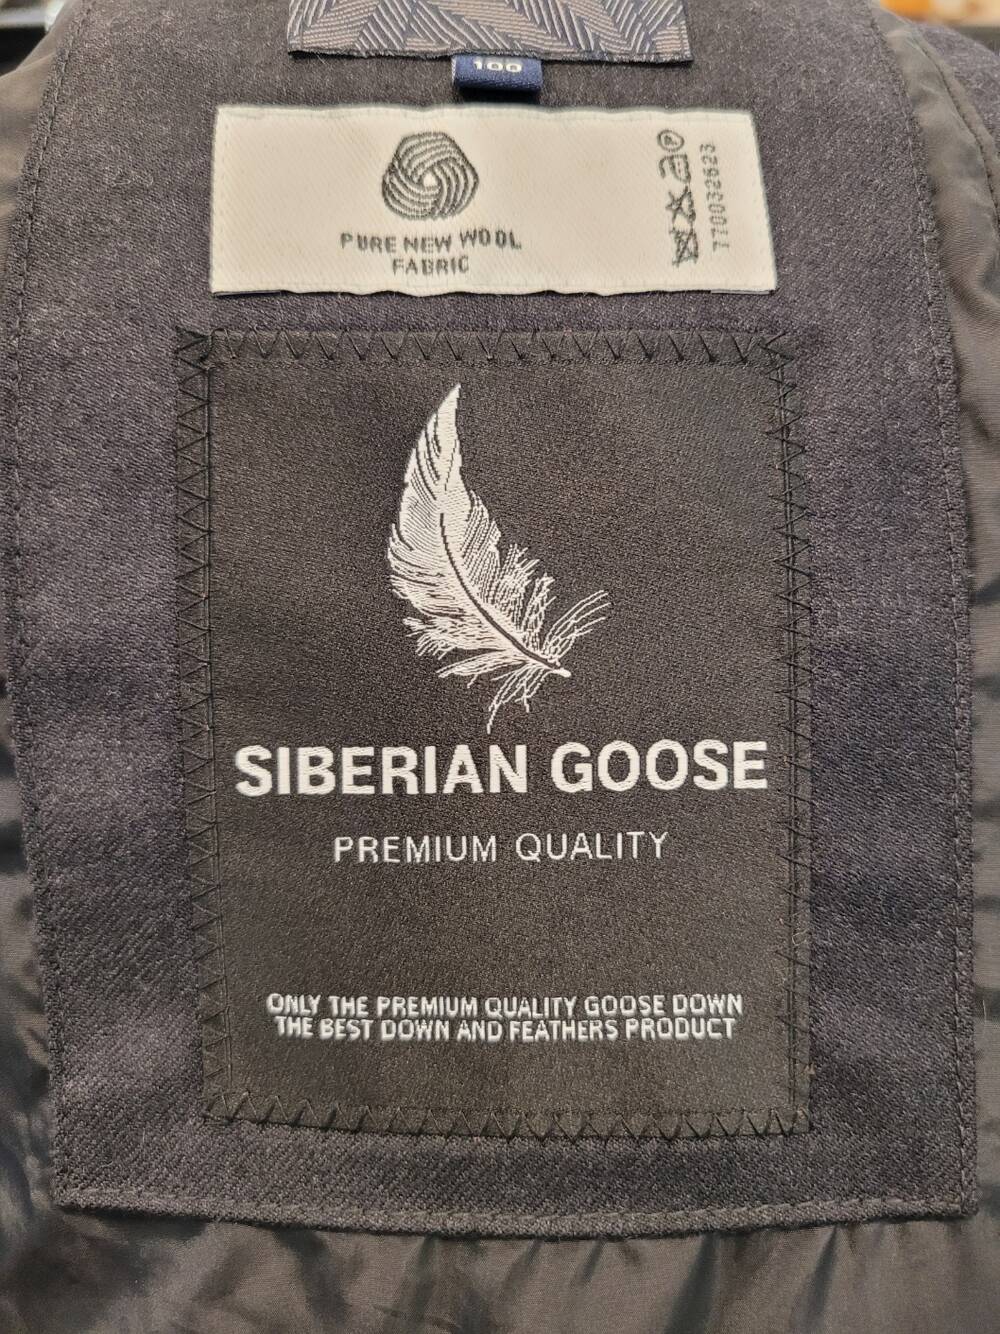 100
PURE NEW WOOL
FABRIC
P
770032623
SIBERIAN GOOSE
PREMIUM QUALITY
ONLY THE PREMIUM QUALITY GOOSE DOWN
THE BEST DOWN AND FEATHERS PRODUCT